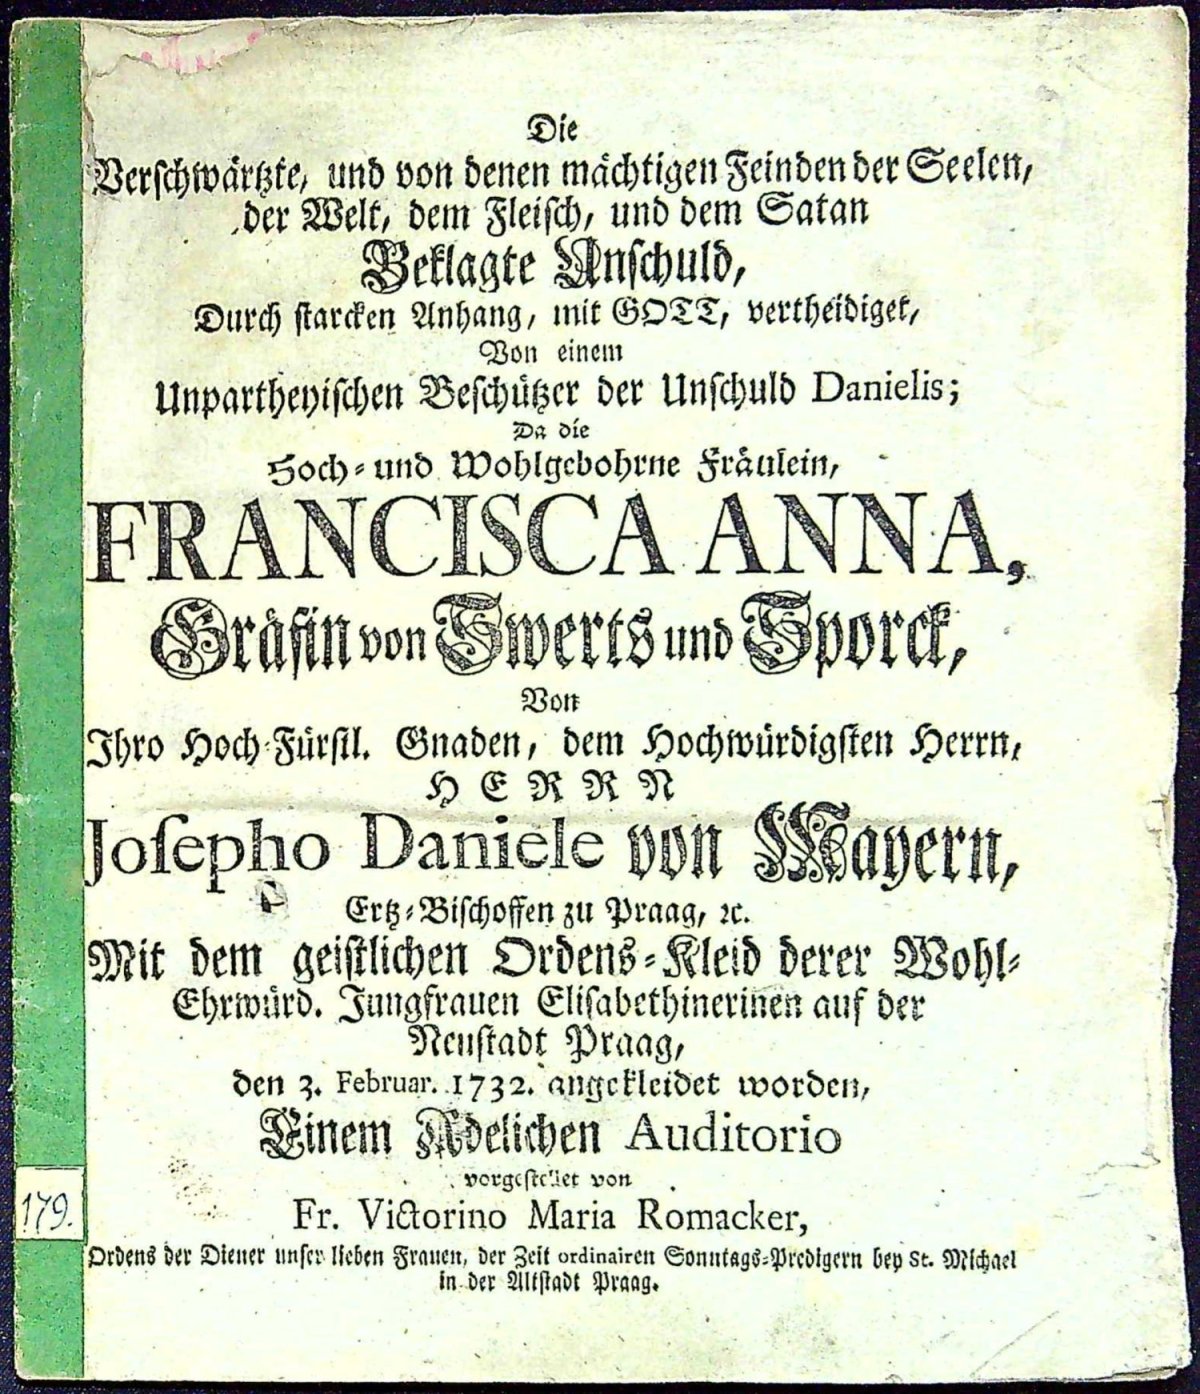 Die
Verschwärtzte, und von denen mächtigen Feinden der Seelen,
der Welt, dem Fleisch, und dem Satan
Beklagte Unschuld,
Durch starcken Anhang, mit GOTT, vertheidiget,
Von einem
Unpartheyischen Beschützer der Unschuld Danielis;
Da die
Hoch- und Wohlgebohrne Fräulein,
FRANCISCA ANNA,
Gräfin von Swerts und Sporck,
Von
Ihro Hoch-Fürstl. Gnaden, dem Hochwürdigsten Herrn,
HERRN
Josepho Daniele von Mayern,
Ertz-Bischoffen zu Praag, ꝛc.
Mit dem geistlichen Ordens-Kleid derer Wohl-
Ehrwürd. Jungfrauen Elisabethinerinen auf der
Neustadt Praag,
den 3. Februar. 1732. angekleidet worden,
Einem Adelichen Auditorio
vorgestellet von
Fr. Victorino Maria Romacker,
Ordens der Diener unser lieben Frauen, der Zeit ordinairen Sonntags-Predigern bey St. Michael
in der Altstadt Praag.
179.